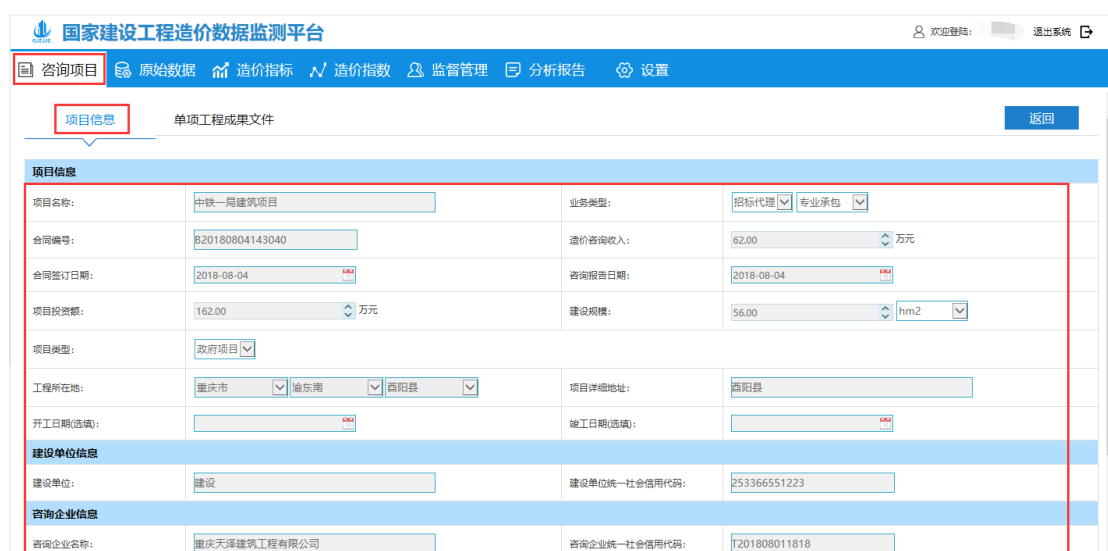 国家建设工程造价数据监测平台
欢迎登陆: 退出系统
咨询项目 原始数据 造价指标 造价指数 监督管理 分析报告 设置
项目信息 单项工程成果文件 返回
项目信息
项目名称: 中铁一局建筑项目 业务类型: 招标代理 专业承包
合同编号: B20180804143040 造价咨询收入: 62.00 万元
合同签订日期: 2018-08-04 咨询报告日期: 2018-08-04
项目投资额: 162.00 万元 建设规模: 56.00 hm2
项目类型: 政府项目
工程所在地: 重庆市 渝东南 酉阳县 项目详细地址: 酉阳县
开工日期(选填): 竣工日期(选填):
建设单位信息
建设单位: 建设 建设单位统一社会信用代码: 253366551223
咨询企业信息
咨询企业名称: 重庆天泽建筑工程有限公司 咨询企业统一社会信用代码: T201808011818